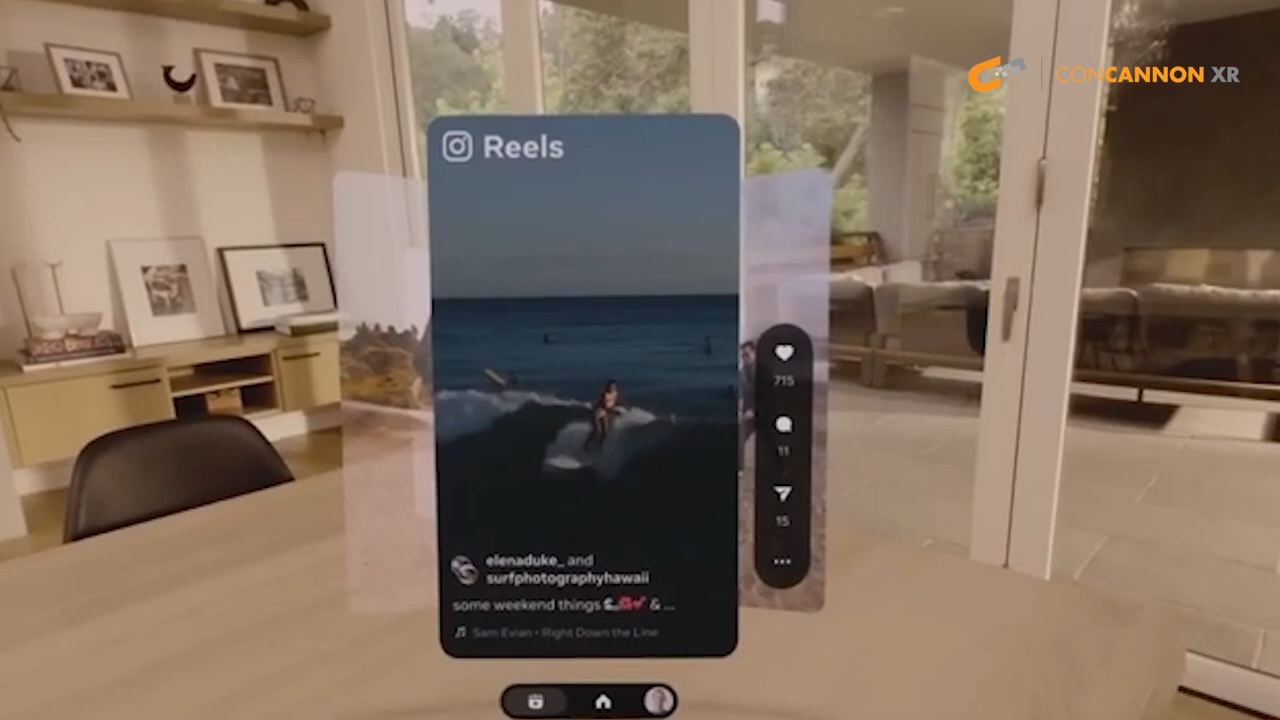 CONCANNON XR
Reels
715
11
15
elenaduke_ and
surfphotographyhawaii
some weekend things & ...
Sam Evian • Right Down the Line